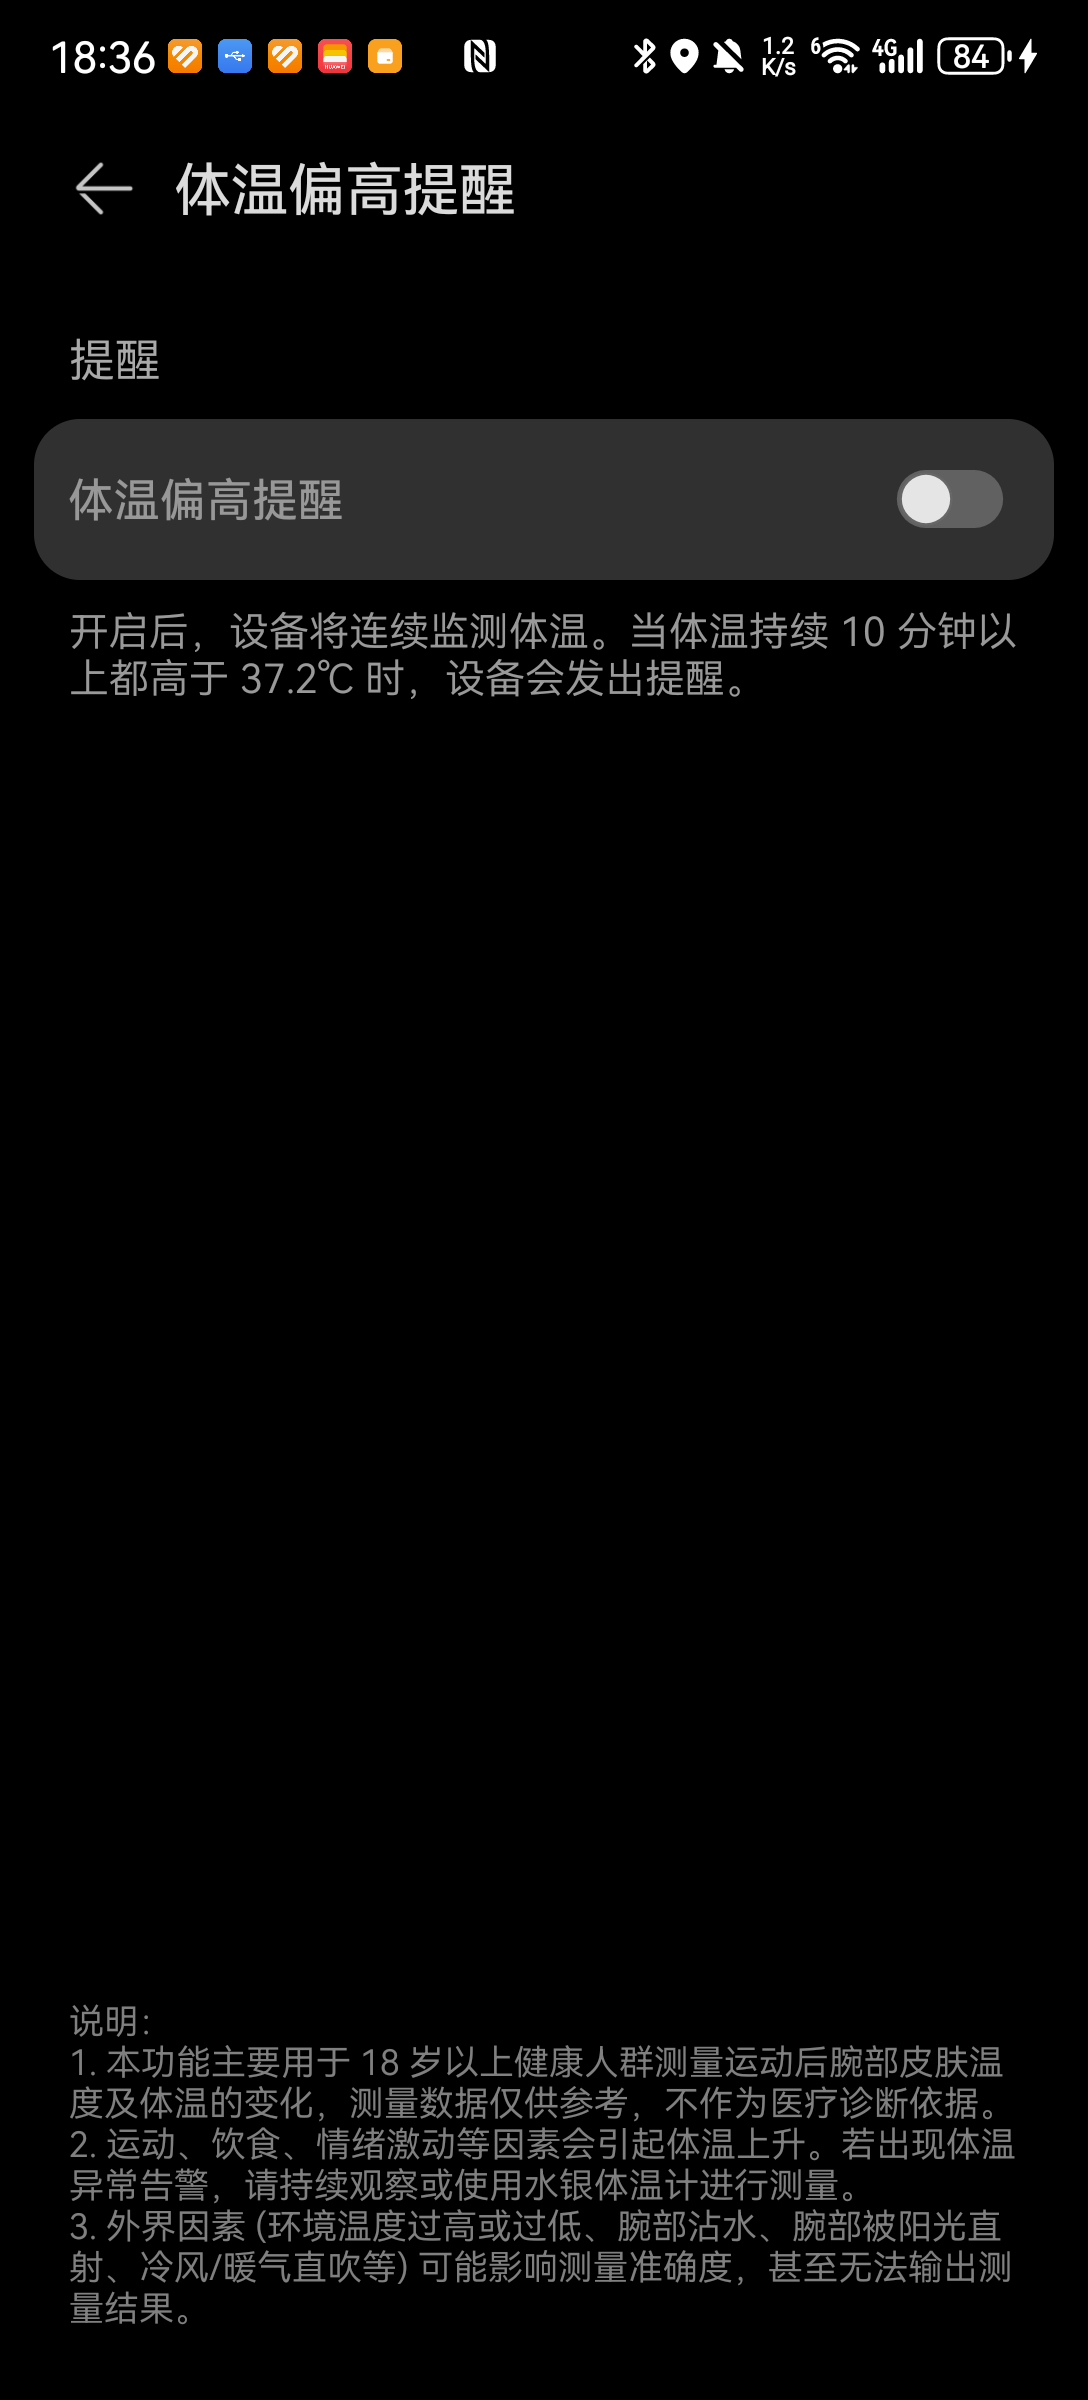 18:36
1.2
K/s
6
4G
84
体温偏高提醒
提醒
体温偏高提醒
开启后，设备将连续监测体温。当体温持续 10 分钟以
上都高于 37.2℃ 时，设备会发出提醒。
说明：
1. 本功能主要用于 18 岁以上健康人群测量运动后腕部皮肤温
度及体温的变化，测量数据仅供参考，不作为医疗诊断依据。
2. 运动、饮食、情绪激动等因素会引起体温上升。若出现体温
异常告警，请持续观察或使用水银体温计进行测量。
3. 外界因素 (环境温度过高或过低、腕部沾水、腕部被阳光直
射、冷风/暖气直吹等) 可能影响测量准确度，甚至无法输出测
量结果。